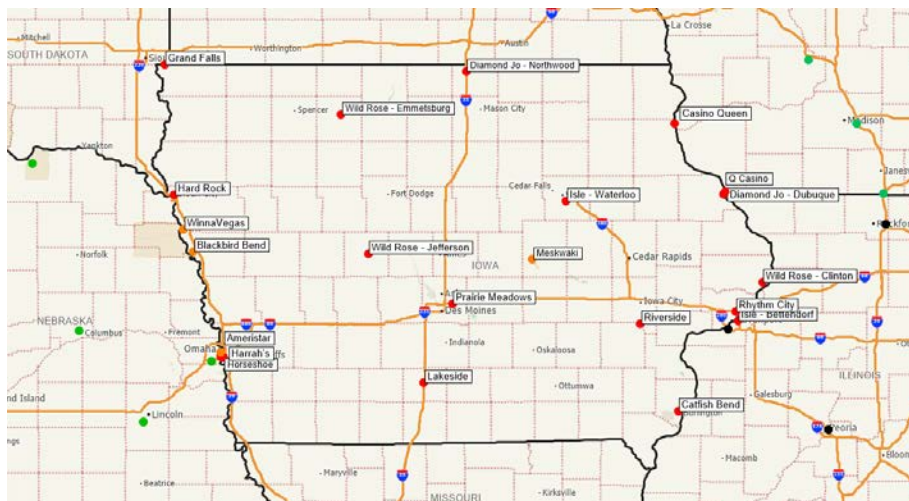 La Crosse
Mitchell
SOUTH DAKOTA
Worthington
Austin
Grand Falls
Diamond Jo - Northwood
Spencer
Wild Rose - Emmetsburg
Mason City
Casino Queen
Madison
Yankton
Janes
Q Casino
Hard Rock
Fort Dodge
Cedar Falls
Isle - Waterloo
Diamond Jo - Dubuque
WinnaVegas
Rockford
Blackbird Bend
Norfolk
Wild Rose - Jefferson
IOWA
Meskwaki
Cedar Rapids
Wild Rose - Clinton
Prairie Meadows
Iowa City
Rhythm City
NEBRASKA
Columbus
Fremont
Des Moines
Riverside
Isle - Bettendorf
Ameristar
Indianola
Omaha
Harrah's
Oskaloosa
Horseshoe
ILLINOIS
Lakeside
Ottumwa
Galesburg
Lincoln
Catfish Bend
Burlington
Peoria
Macomb
Maryville
Beatrice
Kirksville
MISSOURI